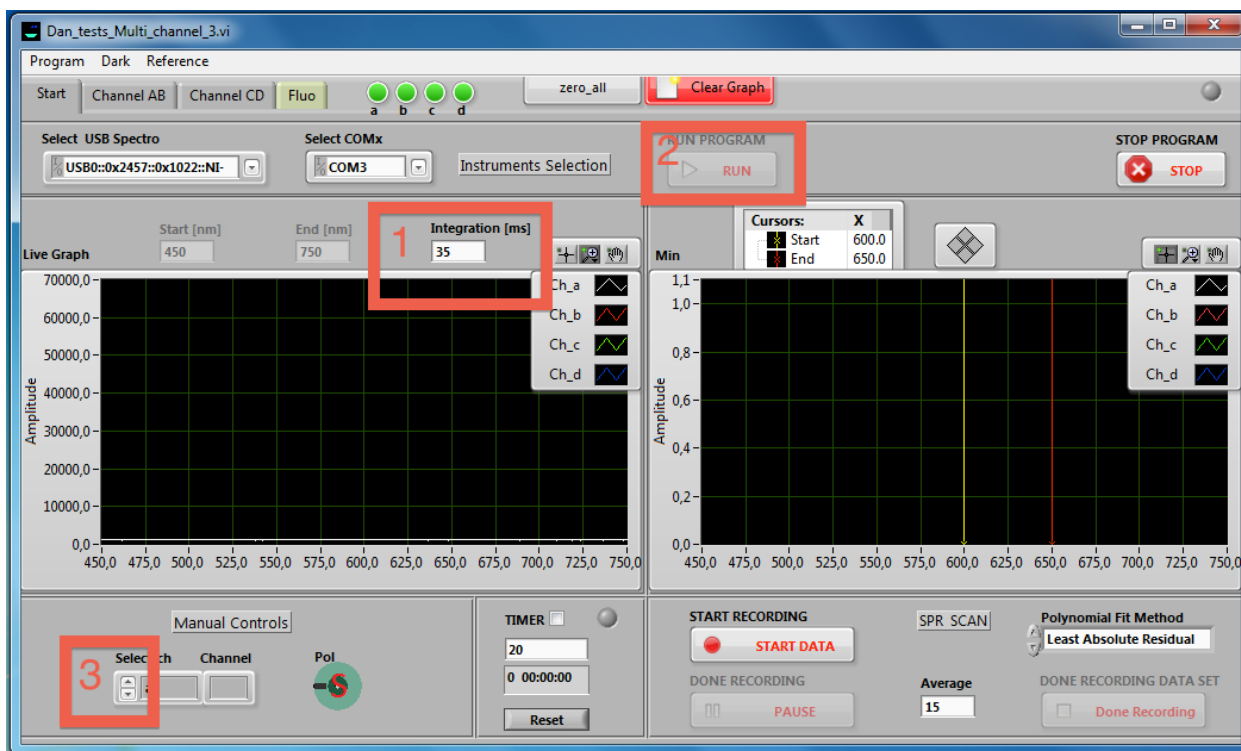 Dan_tests_Multi_channel_3.vi
Program Dark Reference
Start Channel AB Channel CD Fluo a b c d zero_all Clear Graph
Select USB Spectro Select COMx 2 RUN PROGRAM STOP PROGRAM
USB0::0x2457::0x1022::NI- COM3 Instruments Selection RUN STOP
Start [nm] End [nm] 1 Integration [ms]
450 750 35
Live Graph
70000,0
60000,0
50000,0
40000,0
30000,0
20000,0
10000,0
0,0
Amplitude
450,0 475,0 500,0 525,0 550,0 575,0 600,0 625,0 650,0 675,0 700,0 725,0 750,0
Ch_a
Ch_b
Ch_c
Ch_d
Cursors: X
Start 600.0
End 650.0
Min
1,1
1,0
0,8
0,6
0,4
0,2
0,0
Amplitude
450,0 475,0 500,0 525,0 550,0 575,0 600,0 625,0 650,0 675,0 700,0 725,0 750,0
Ch_a
Ch_b
Ch_c
Ch_d
Manual Controls
3 Select ch Channel Pol
a S
TIMER
20
0 00:00:00
Reset
START RECORDING SPR SCAN Polynomial Fit Method
START DATA Least Absolute Residual
DONE RECORDING Average DONE RECORDING DATA SET
PAUSE 15 Done Recording